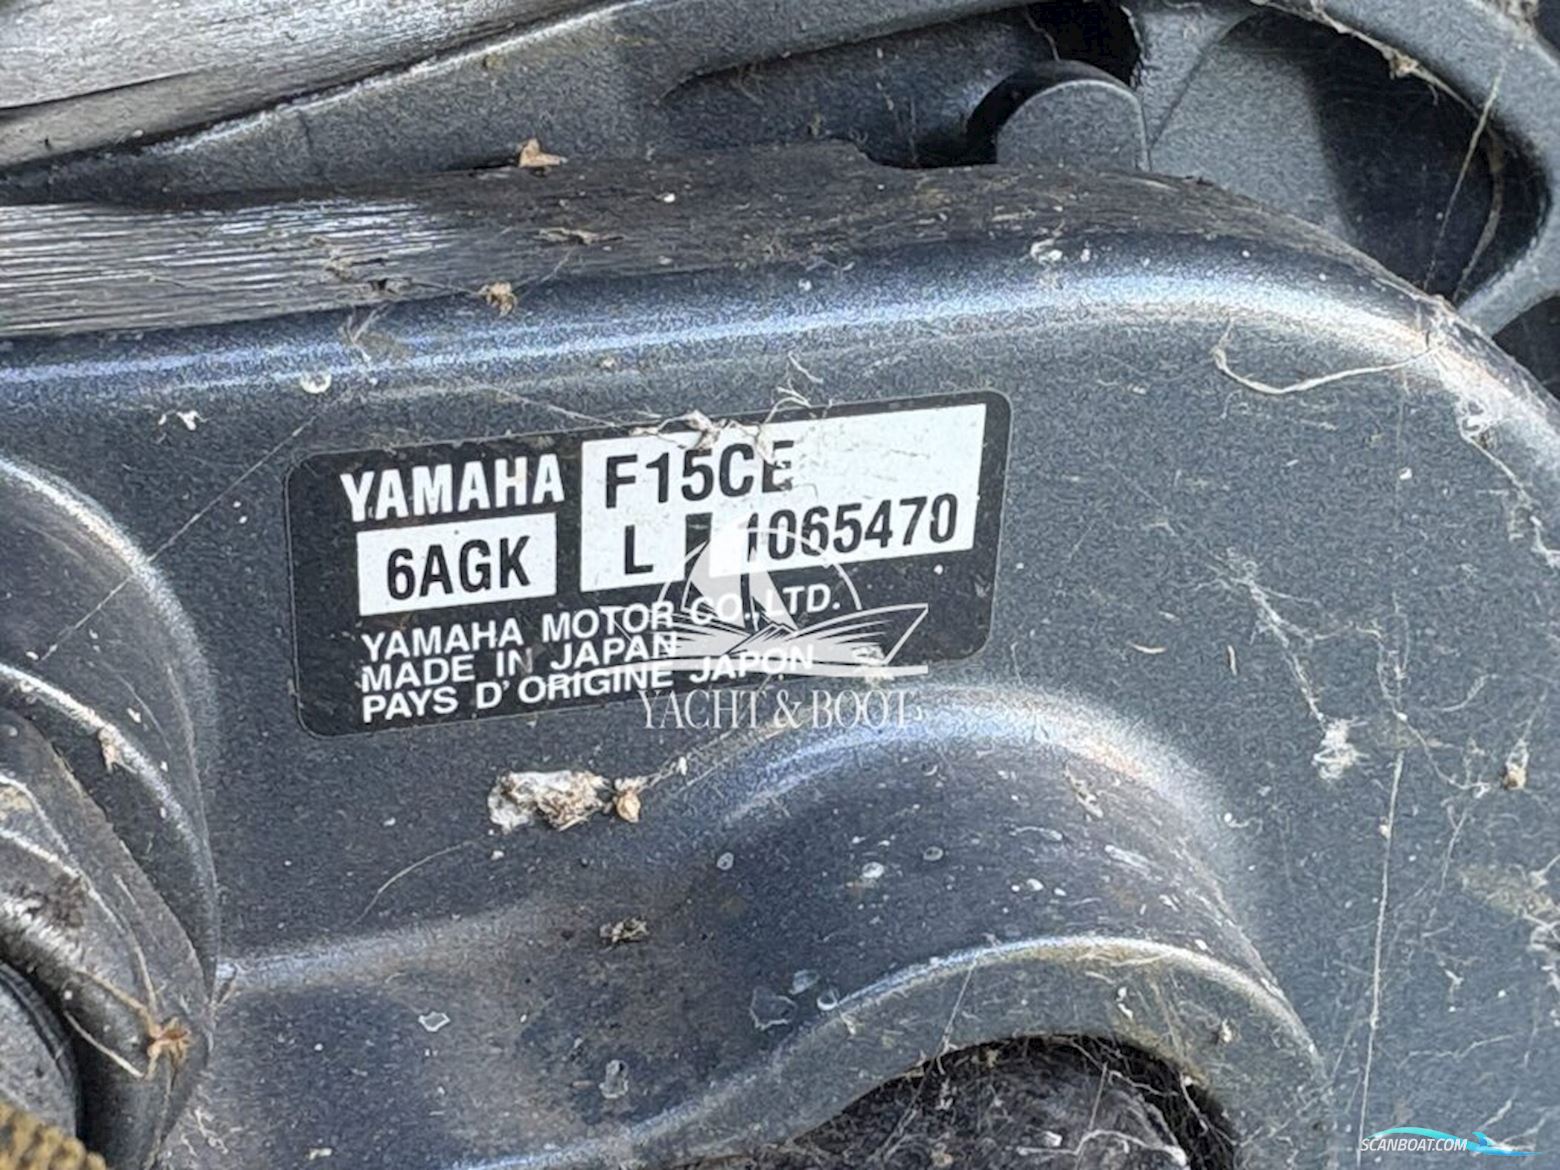 YAMAHA F15CE
6AGK L 1065470
YAMAHA MOTOR CO., LTD.
MADE IN JAPAN
PAYS D'ORIGINE JAPON
YACHT & BOOT
SCANBOAT.COM